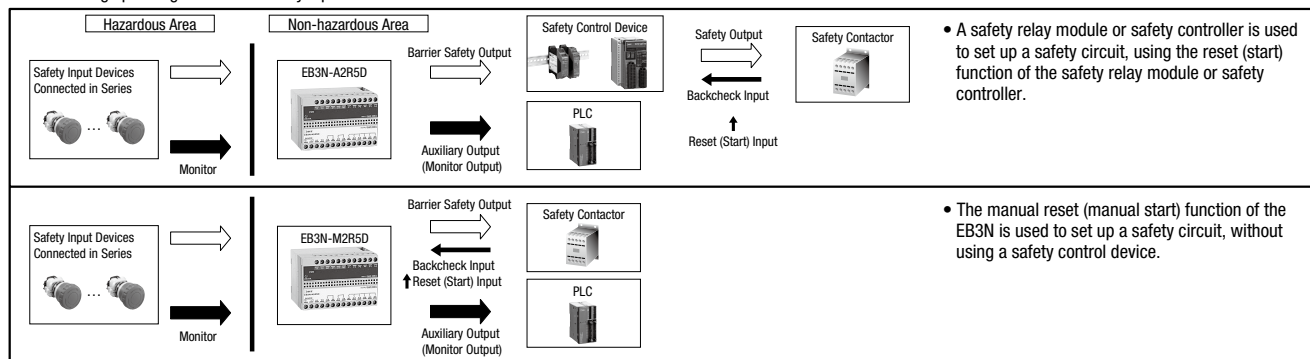 Hazardous Area
Non-hazardous Area
Safety Input Devices
Connected in Series
Monitor
EB3N-A2R5D
Barrier Safety Output
Auxiliary Output
(Monitor Output)
Safety Control Device
PLC
Safety Output
Backcheck Input
Reset (Start) Input
Safety Contactor
• A safety relay module or safety controller is used
to set up a safety circuit, using the reset (start)
function of the safety relay module or safety
controller.
Safety Input Devices
Connected in Series
Monitor
EB3N-M2R5D
Barrier Safety Output
Backcheck Input
Reset (Start) Input
Auxiliary Output
(Monitor Output)
Safety Contactor
PLC
• The manual reset (manual start) function of the
EB3N is used to set up a safety circuit, without
using a safety control device.